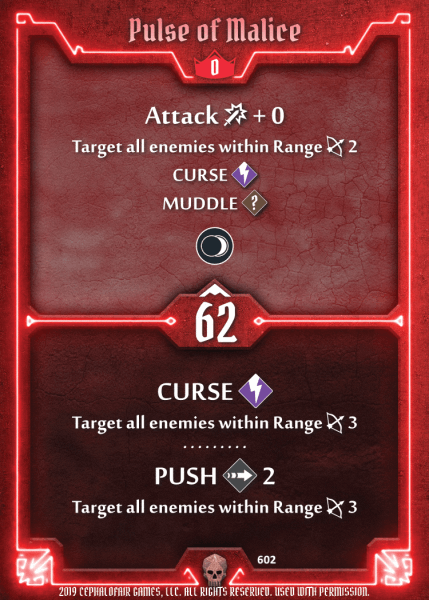 Pulse of Malice
0
Attack + 0
Target all enemies within Range 2
CURSE
MUDDLE ?
62
CURSE
Target all enemies within Range 3
.........
PUSH 2
Target all enemies within Range 3
602
2019 CEPHALOFAIR GAMES, LLC. ALL RIGHTS RESERVED. USED WITH PERMISSION.